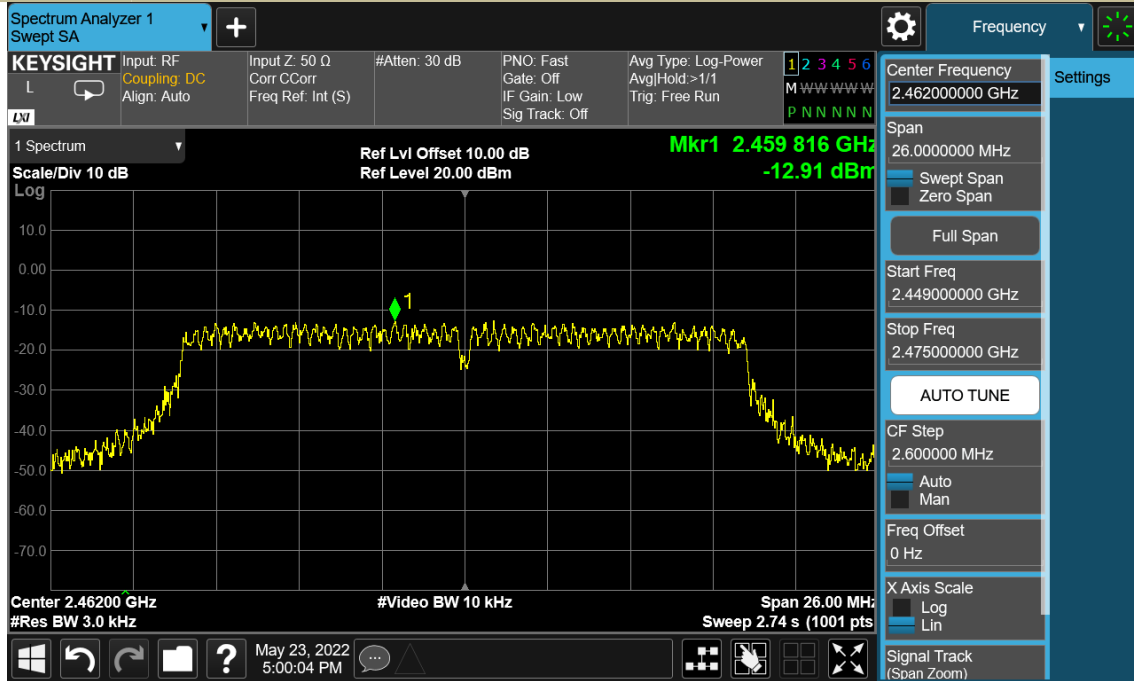 Spectrum Analyzer 1
Swept SA
Frequency
KEYSIGHT
L
LXI
Input: RF
Coupling: DC
Align: Auto
Input Z: 50 Ω
Corr CCorr
Freq Ref: Int (S)
#Atten: 30 dB
PNO: Fast
Gate: Off
IF Gain: Low
Sig Track: Off
Avg Type: Log-Power
Avg|Hold:>1/1
Trig: Free Run
1 2 3 4 5 6
M W W W W W
P N N N N N
1 Spectrum
Scale/Div 10 dB
Log
Ref Lvl Offset 10.00 dB
Ref Level 20.00 dBm
Mkr1 2.459 816 GHz
-12.91 dBm
10.0
0.00
-10.0
-20.0
-30.0
-40.0
-50.0
-60.0
-70.0
1
Center 2.46200 GHz
#Res BW 3.0 kHz
#Video BW 10 kHz
Span 26.00 MHz
Sweep 2.74 s (1001 pts
May 23, 2022
5:00:04 PM
Center Frequency
2.462000000 GHz
Span
26.0000000 MHz
Swept Span
Zero Span
Full Span
Start Freq
2.449000000 GHz
Stop Freq
2.475000000 GHz
AUTO TUNE
CF Step
2.600000 MHz
Auto
Man
Freq Offset
0 Hz
X Axis Scale
Log
Lin
Signal Track
(Span Zoom)
Settings